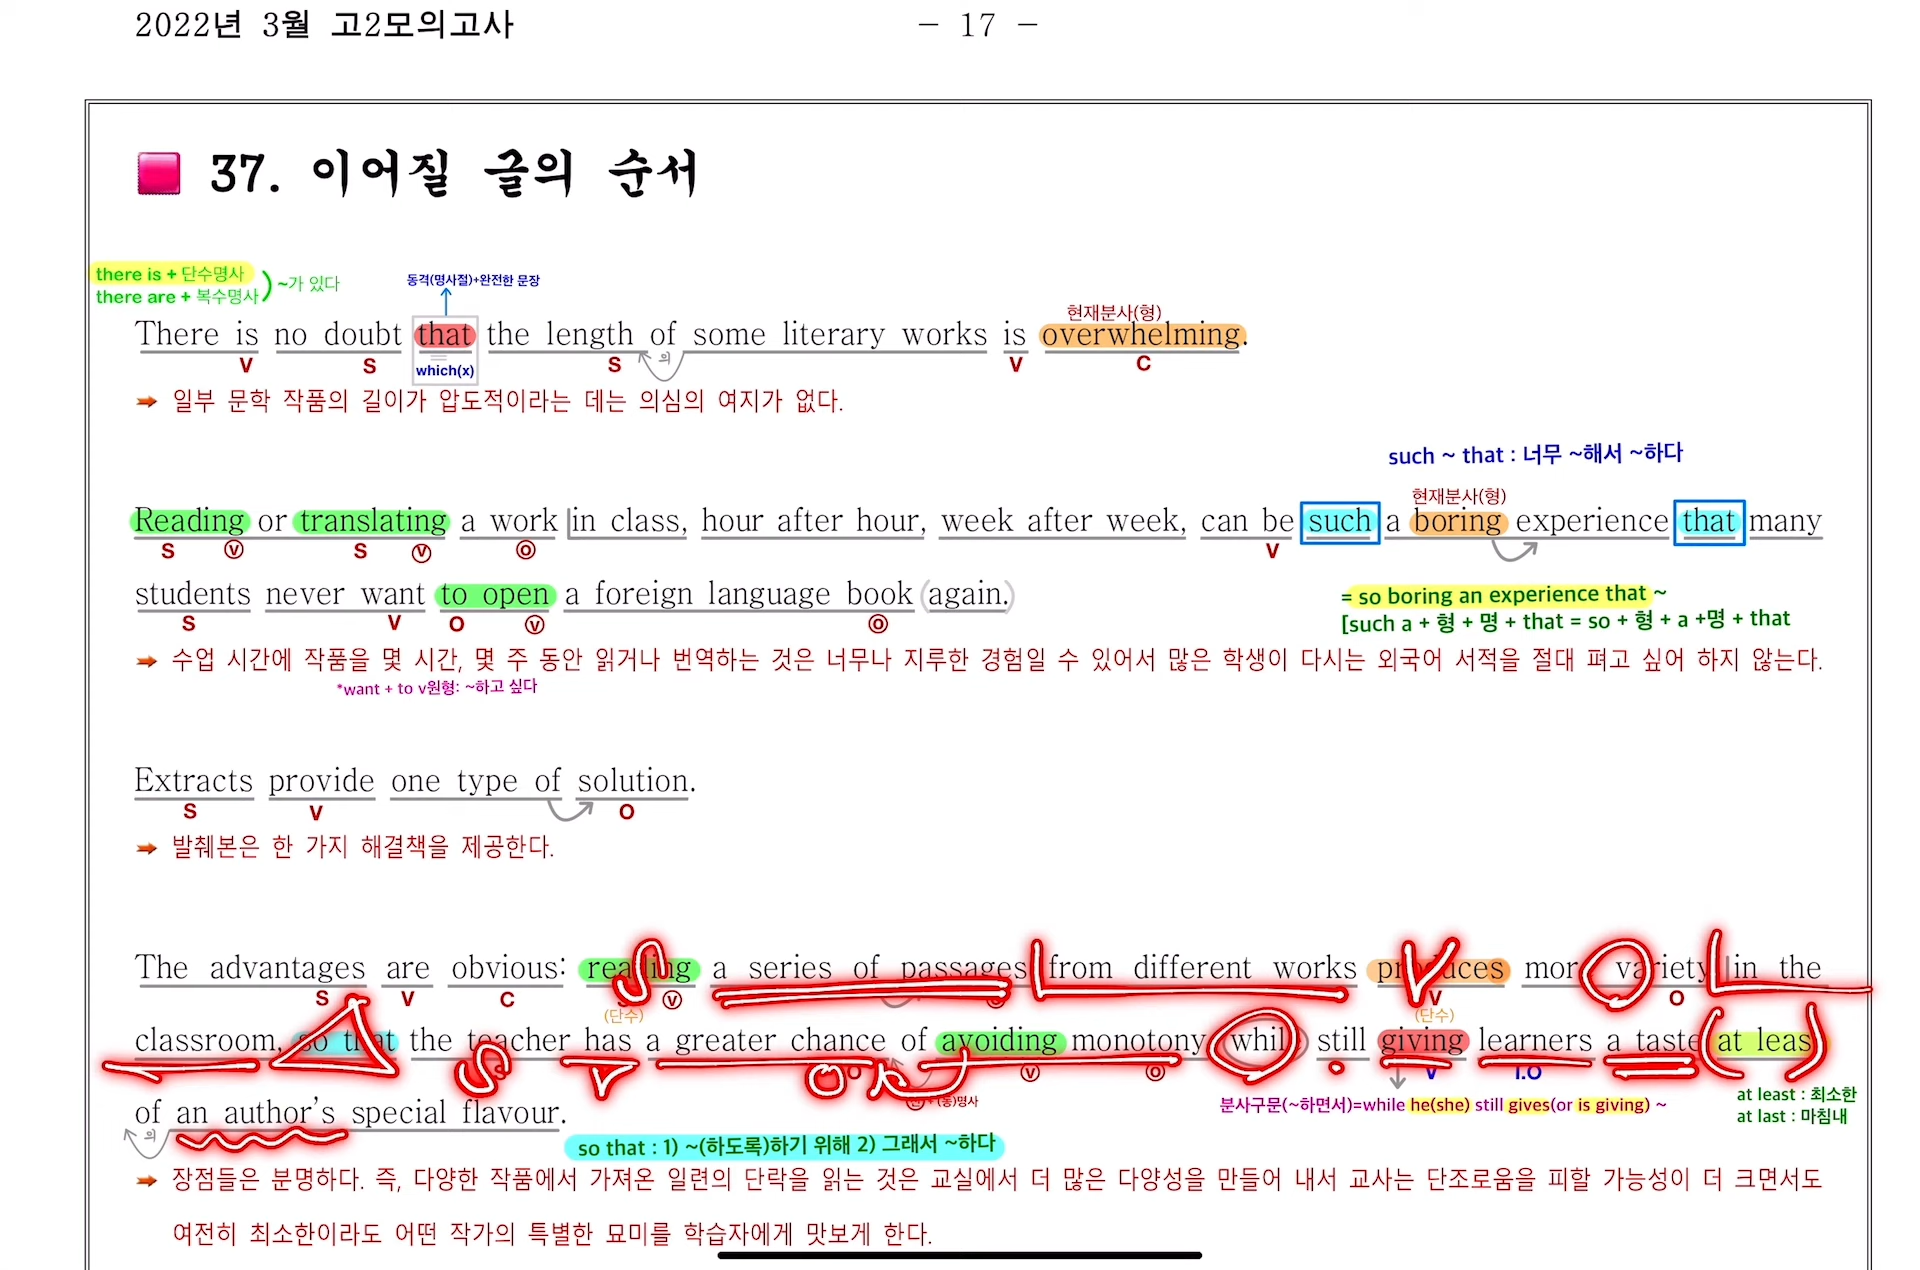 2022년 3월 고2모의고사
- 17 -
37. 이어질 글의 순서
there is + 단수명사
there are + 복수명사
~가 있다
동격(명사절)+완전한 문장
현재분사(형)
There is no doubt that the length of some literary works is overwhelming.
V S which(x) S 의 V C
➡ 일부 문학 작품의 길이가 압도적이라는 데는 의심의 여지가 없다.
such ~ that : 너무 ~해서 ~하다
현재분사(형)
Reading or translating a work in class, hour after hour, week after week, can be such a boring experience that many
S ⓥ S ⓥ ⓞ V
students never want to open a foreign language book (again.)
S V O ⓥ ⓞ
= so boring an experience that ~
[such a + 형 + 명 + that = so + 형 + a +명 + that
➡ 수업 시간에 작품을 몇 시간, 몇 주 동안 읽거나 번역하는 것은 너무나 지루한 경험일 수 있어서 많은 학생이 다시는 외국어 서적을 절대 펴고 싶어 하지 않는다.
*want + to v원형: ~하고 싶다
Extracts provide one type of solution.
S V O
➡ 발췌본은 한 가지 해결책을 제공한다.
The advantages are obvious: reading a series of passages from different works produces more variety in the
S V C S ⓥ L V O L
(단수) (단수)
classroom, so that the teacher has a greater chance of avoiding monotony while still giving learners a taste (at least)
S V O ⓥ ⓞ V I.O
of an author's special flavour.
의
분사구문(~하면서)=while he(she) still gives(or is giving) ~
at least : 최소한
at last : 마침내
so that : 1) ~(하도록)하기 위해 2) 그래서 ~하다
➡ 장점들은 분명하다. 즉, 다양한 작품에서 가져온 일련의 단락을 읽는 것은 교실에서 더 많은 다양성을 만들어 내서 교사는 단조로움을 피할 가능성이 더 크면서도
여전히 최소한이라도 어떤 작가의 특별한 묘미를 학습자에게 맛보게 한다.